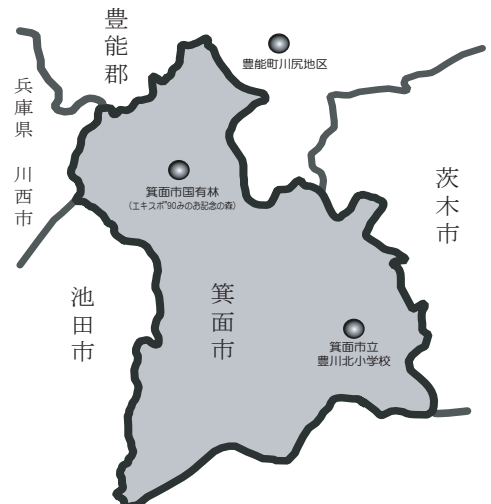 豊能郡
豊能町川尻地区
兵庫県 川西市
箕面市国有林
（エキスポ"90みのお記念の森）
茨木市
池田市
箕面市
箕面市立
豊川北小学校